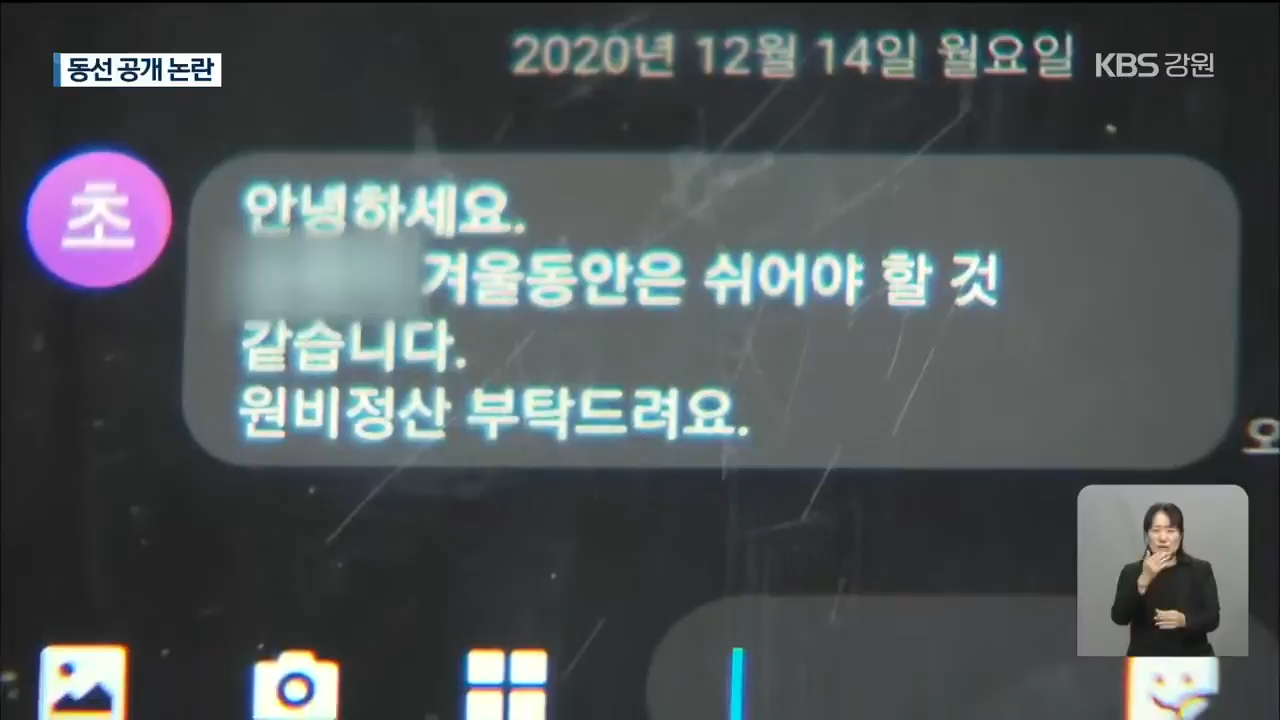 동선 공개 논란
2020년 12월 14일 월요일
KBS 강원
초
안녕하세요.
겨울동안은 쉬어야 할 것
같습니다.
원비정산 부탁드려요.
오